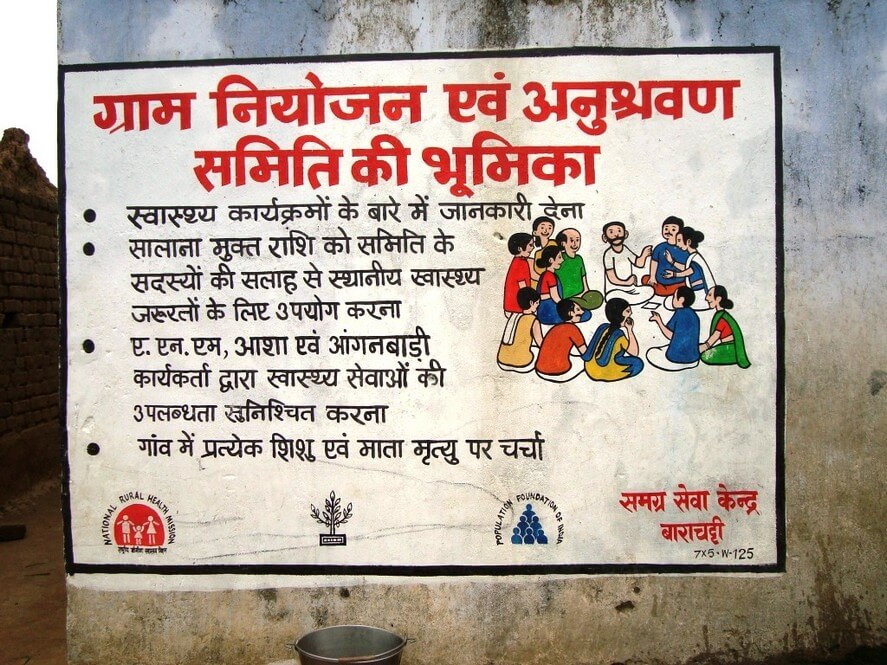 ग्राम नियोजन एवं अनुश्रवण
समिति की भूमिका
• स्वास्थ्य कार्यक्रमों के बारे में जानकारी देना
• सालाना मुक्त राशि को समिति के
सदस्यों की सलाह से स्थानीय स्वास्थ्य
जरूरतों के लिए उपयोग करना
• ए. एन. एम, आशा एवं आंगनबाड़ी
कार्यकर्ता द्वारा स्वास्थ्य सेवाओं की
उपलब्धता सुनिश्चित करना
• गांव में प्रत्येक शिशु एवं माता मृत्यु पर चर्चा
NATIONAL RURAL HEALTH MISSION
POPULATION FOUNDATION OF INDIA
समग्र सेवा केन्द्र
बाराचट्टी
7X5·W-125